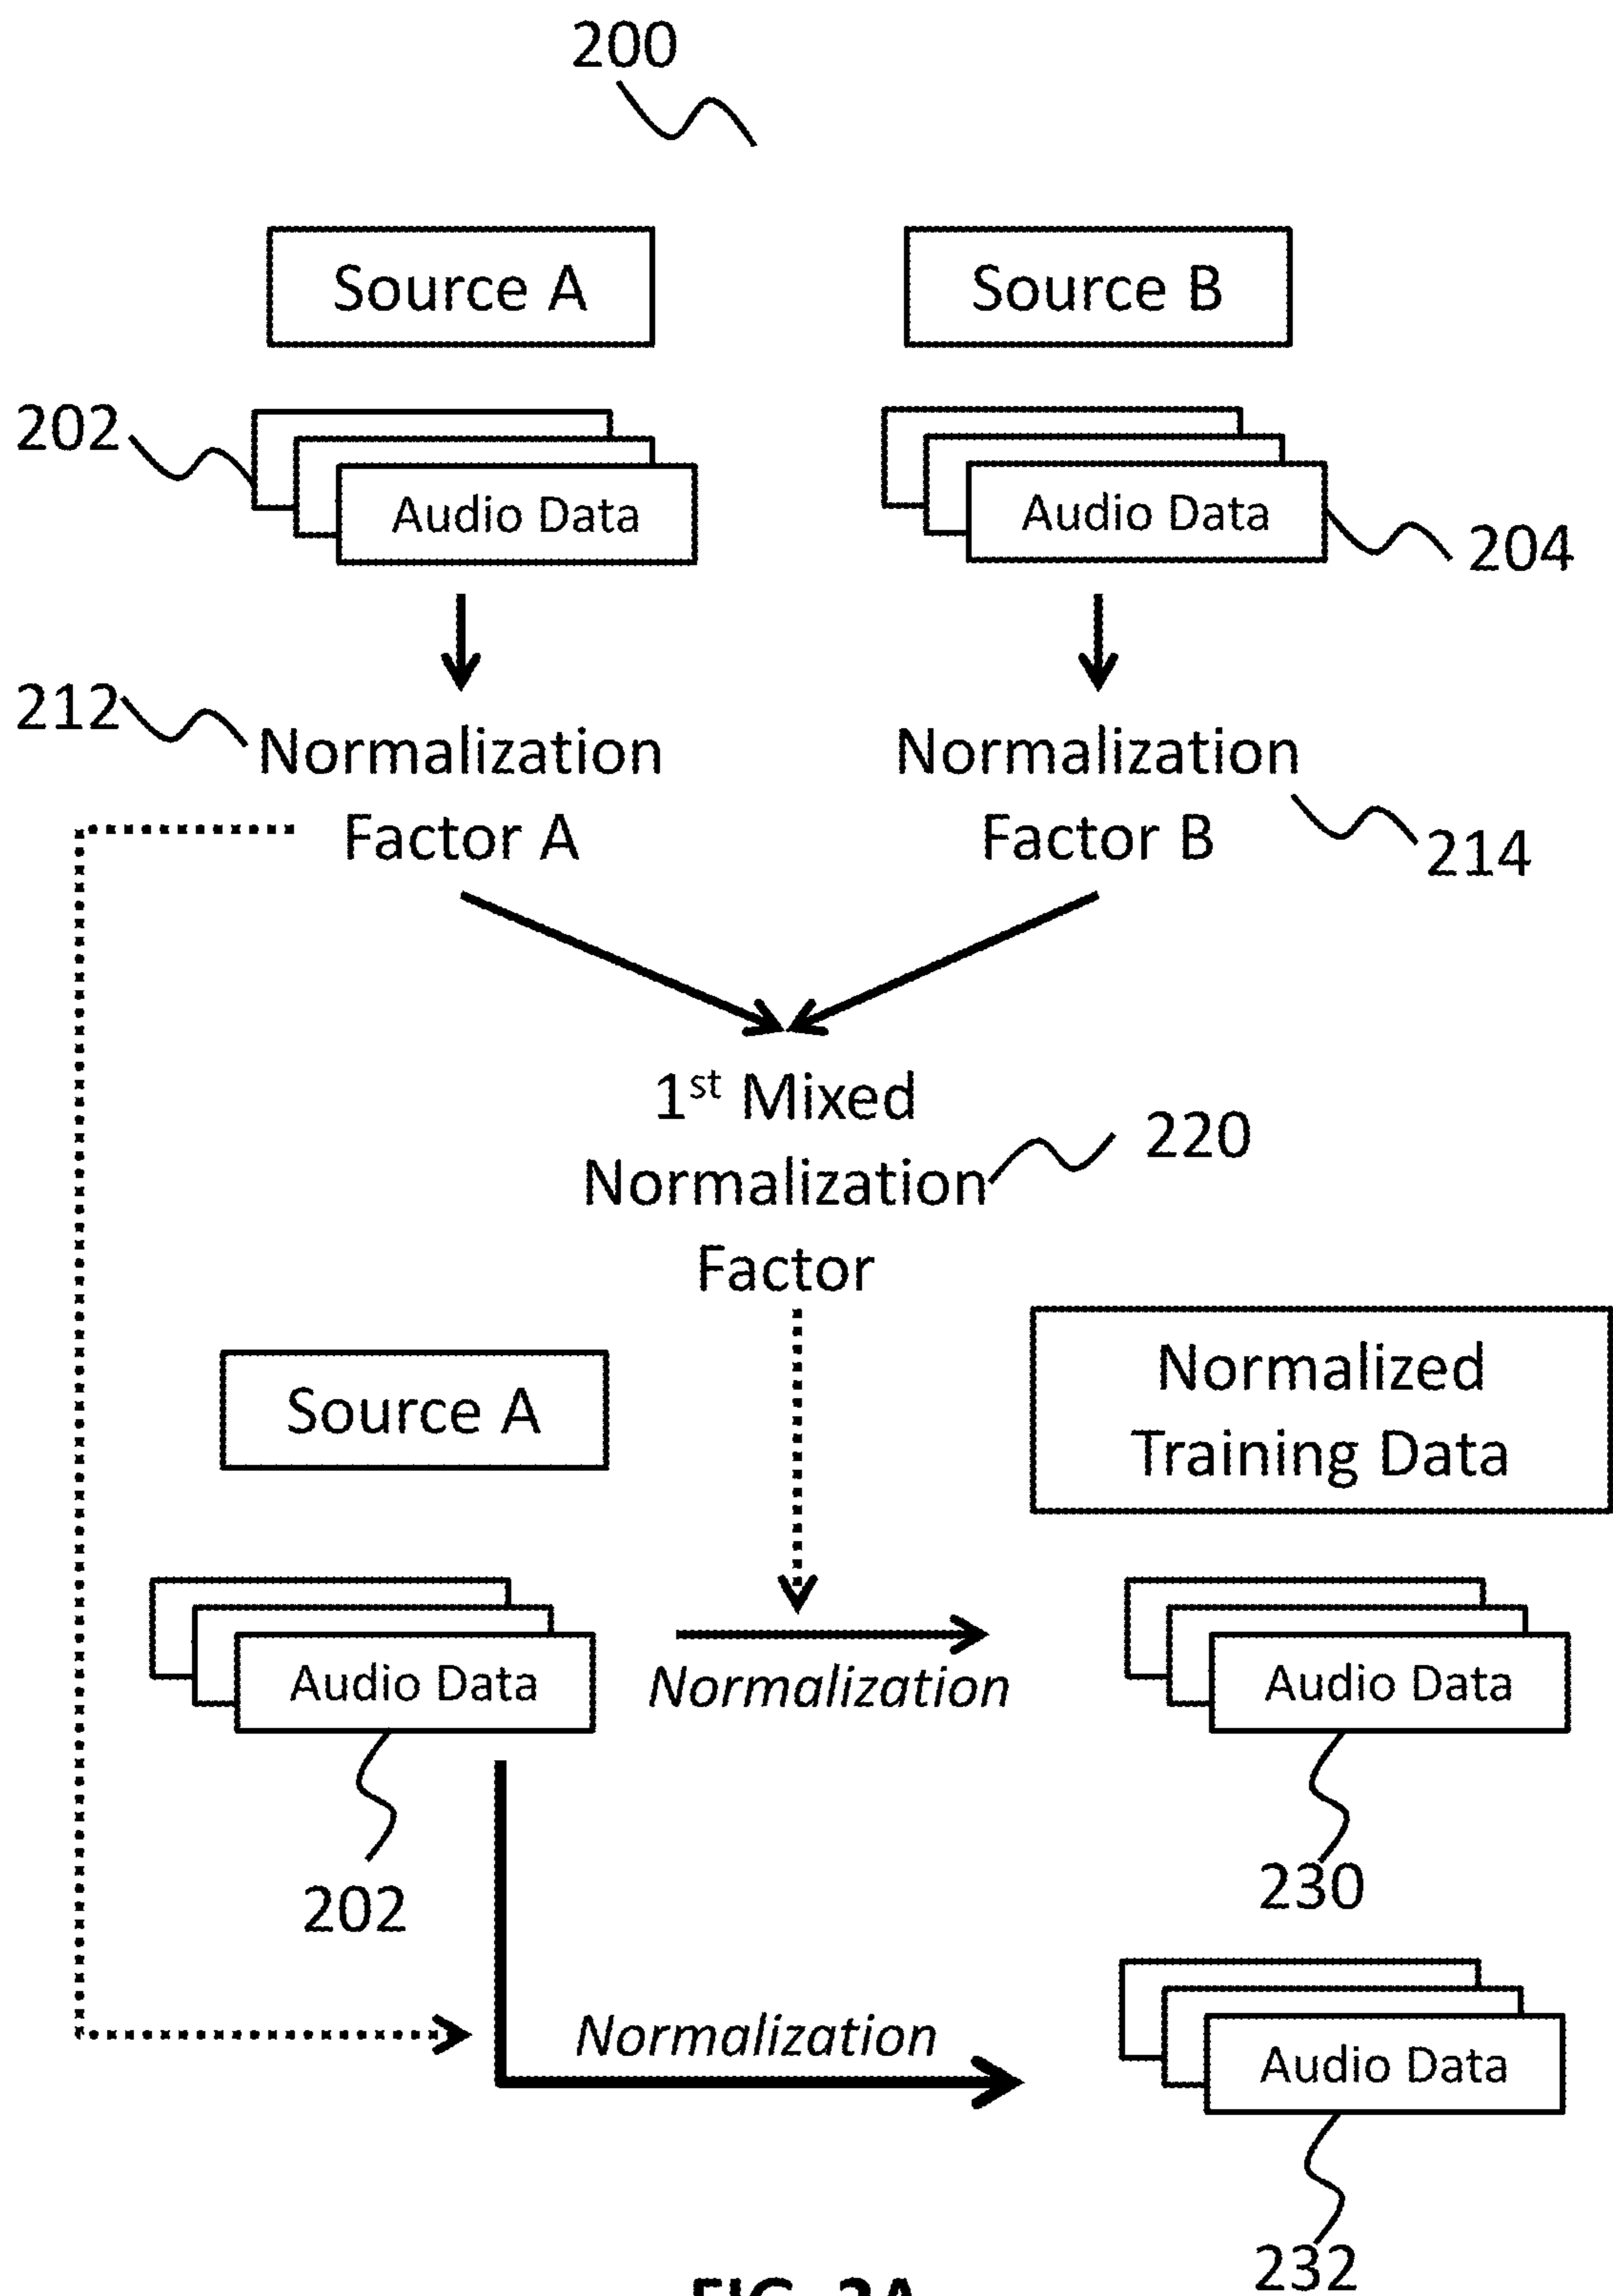 200
Source A
Source B
202
Audio Data
Audio Data
204
212
Normalization
Factor A
Normalization
Factor B
214
1st Mixed
Normalization
Factor
220
Source A
Normalized
Training Data
Audio Data
Normalization
Audio Data
202
230
Normalization
Audio Data
232